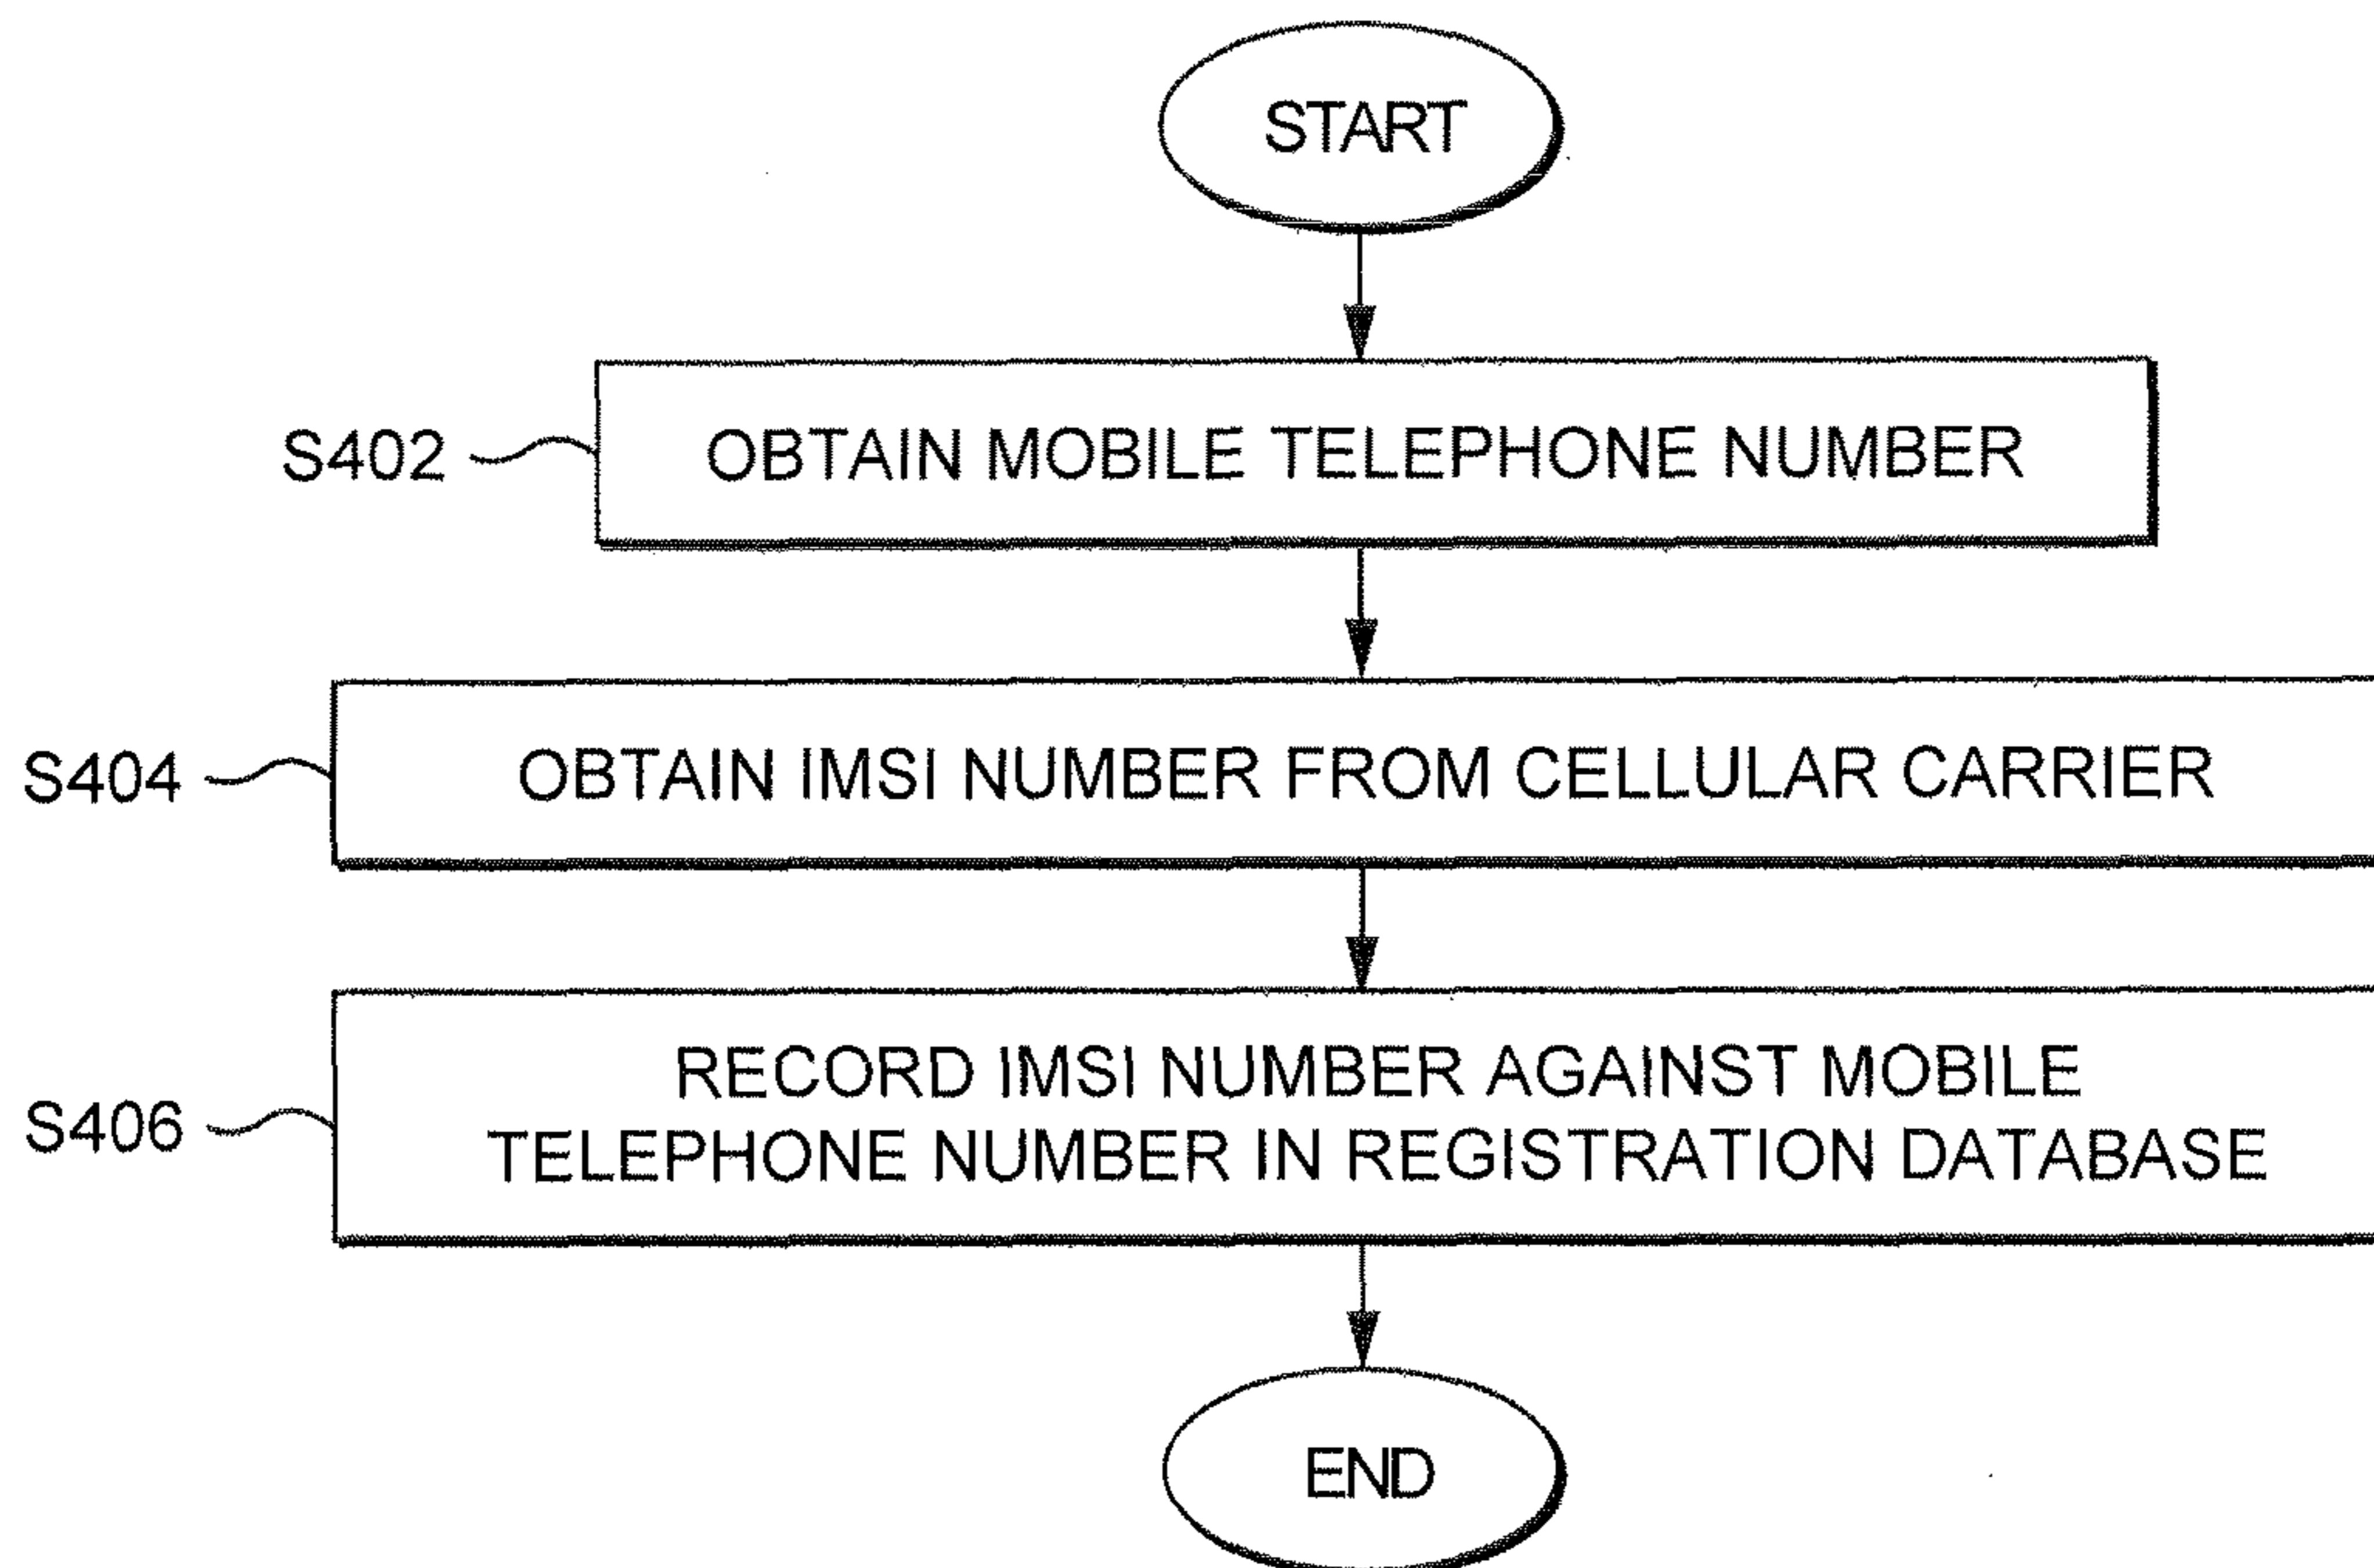 START
S402
OBTAIN MOBILE TELEPHONE NUMBER
S404
OBTAIN IMSI NUMBER FROM CELLULAR CARRIER
S406
RECORD IMSI NUMBER AGAINST MOBILE
TELEPHONE NUMBER IN REGISTRATION DATABASE
END